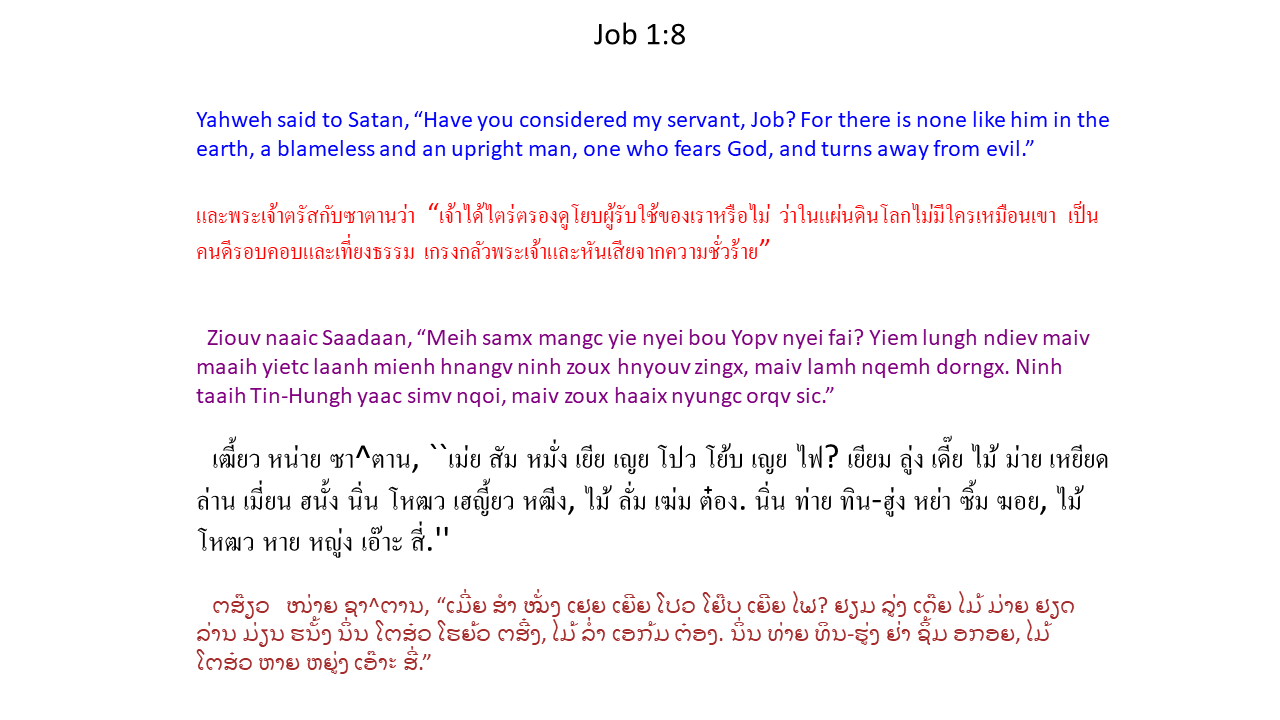 Job 1:8
Yahweh said to Satan, “Have you considered my servant, Job? For there is none like him in the
earth, a blameless and an upright man, one who fears God, and turns away from evil.”
และพระเจ้าตรัสกับซาตานว่า “เจ้าได้ไตร่ตรองดูโยบผู้รับใช้ของเราหรือไม่ ว่าในแผ่นดินโลกไม่มีใครเหมือนเขา เป็น
คนดีรอบคอบและเที่ยงธรรม เกรงกลัวพระเจ้าและหันเสียจากความชั่วร้าย”
Ziouv naaic Saadaan, “Meih samx mangc yie nyei bou Yopv nyei fai? Yiem lungh ndiev maiv
maaih yietc laanh mienh hnangv ninh zoux hnyouv zingx, maiv lamh nqemh dorngx. Ninh
taaih Tin-Hungh yaac simv nqoi, maiv zoux haaix nyungc orqv sic.”
เฒี้ยว หน่าย ซา^ตาน, ``เม่ย สัม หมั่ง เยีย เญย โปว โย้บ เญย ไฟ? เยียม ลู่ง เดี๊ย ไม้ ม่าย เหยียด
ล่าน เมี่ยน ฮนั้ง นิ่น โหฒว เฮญี้ยว หฒีง, ไม้ ลั่ม เฆ่ม ต๋อง. นิ่น ท่าย ทิน-ฮู่ง หย่า ซิ้ม ฆอย, ไม้
โหฒว หาย หญู่ง เอ๊าะ สี่.''
ຕສ໊ຽວ ໜ່າຍ ຊາ^ຕານ, “ເມີ່ຍ ສຳ ໝັ່ງ ເຢຍ ເຍີຍ ໂປວ ໂຢ໊ບ ເຍີຍ ໄຟ? ຢຽມ ລູ່ງ ເດ໊ຍ ໄມ້ ມ່າຍ ຢຽດ
ລ່ານ ມ່ຽນ ຮນັ້ງ ນິ່ນ ໂຕສ໋ວ ໂຮຍ້ວ ຕສີ໋ງ, ໄມ້ ລ່ຳ ເອກ້ມ ຕ໋ອງ. ນິ່ນ ທ່າຍ ທິນ-ຮູ່ງ ຢ່າ ຊິ້ມ ອກອຍ, ໄມ້
ໂຕສ໋ວ ຫາຍ ຫຍູ່ງ ເອ໊າະ ສີ່.”